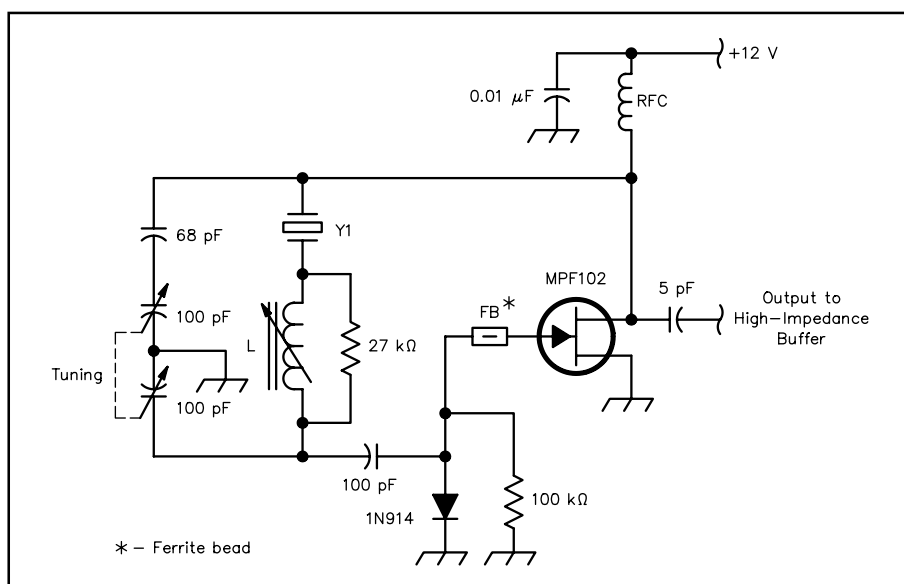 +12 V
0.01 μF
RFC
68 pF
Y1
MPF102
5 pF
Output to
High-Impedance
Buffer
FB*
100 pF
L
27 kΩ
Tuning
100 pF
100 pF
100 kΩ
1N914
* - Ferrite bead